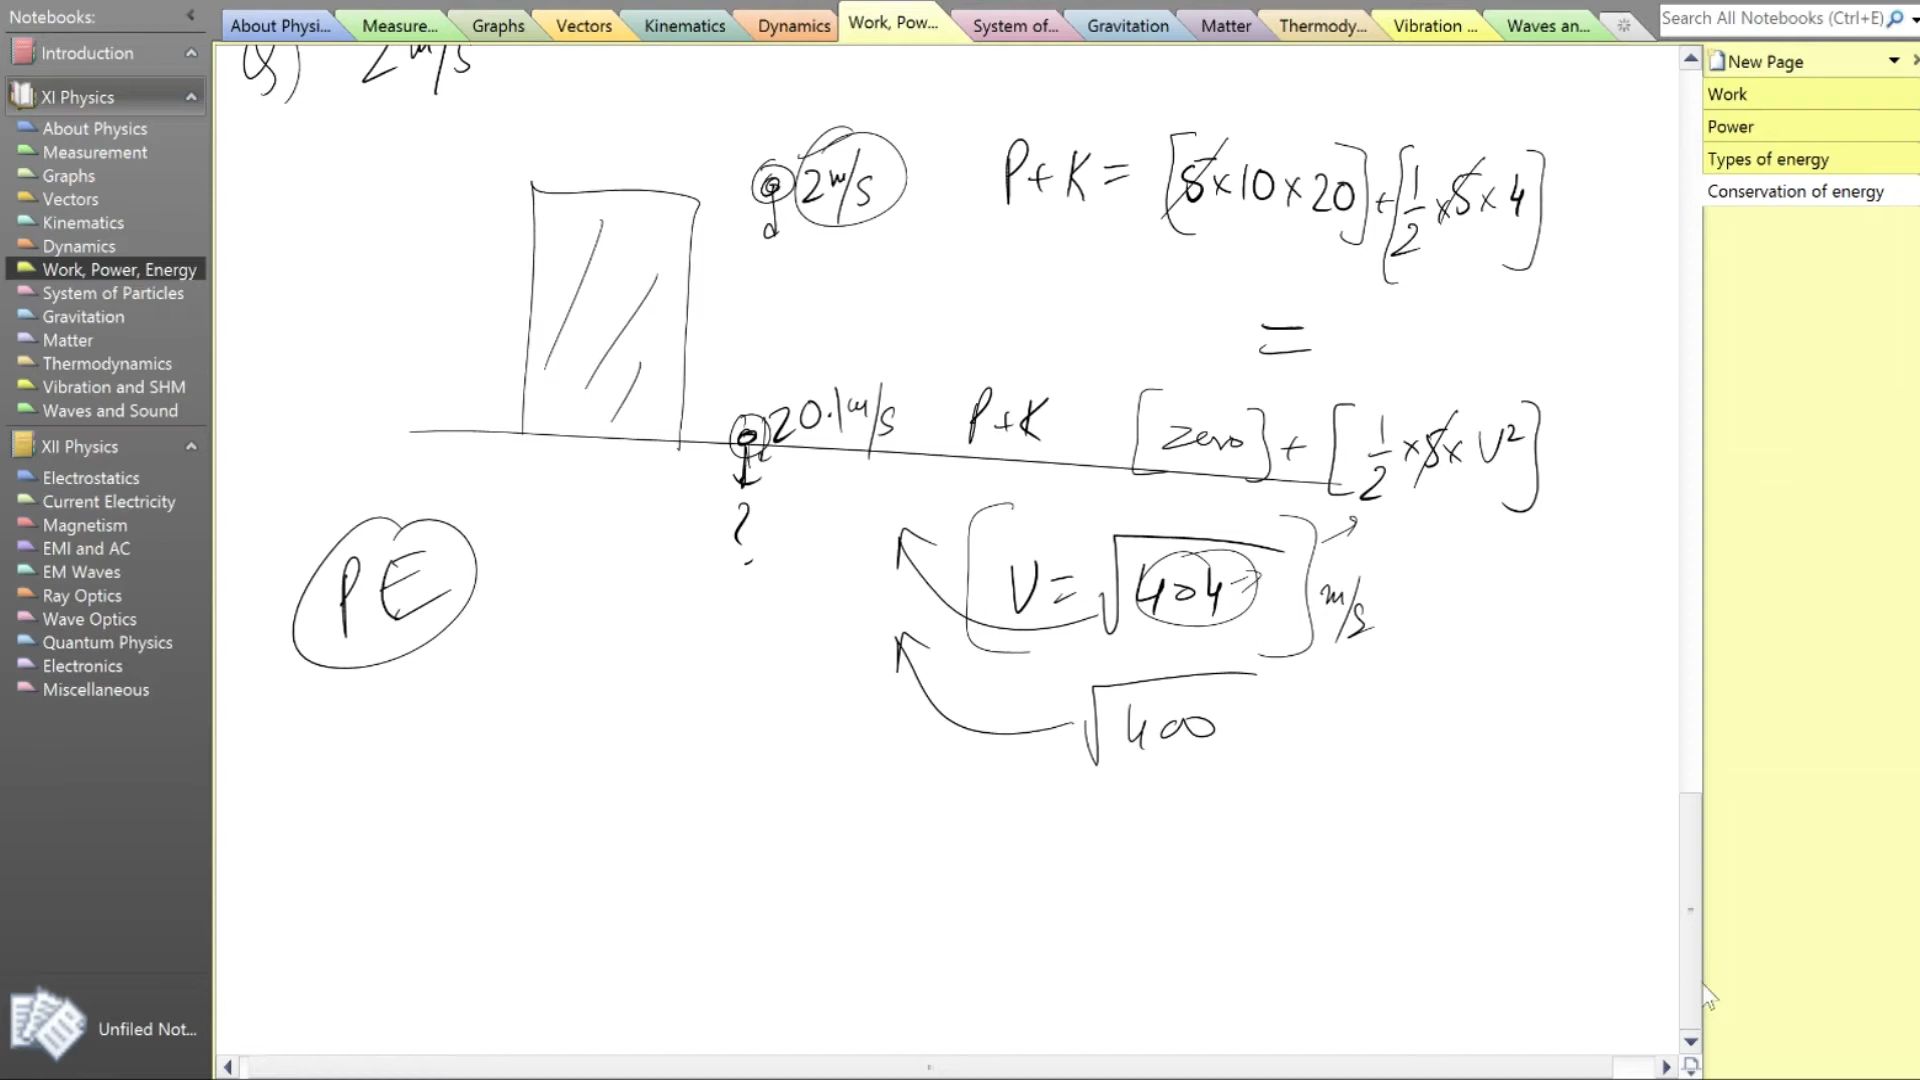 Notebooks:
Introduction
XI Physics
About Physics
Measurement
Graphs
Vectors
Kinematics
Dynamics
Work, Power, Energy
System of Particles
Gravitation
Matter
Thermodynamics
Vibration and SHM
Waves and Sound
XII Physics
Electrostatics
Current Electricity
Magnetism
EMI and AC
EM Waves
Ray Optics
Wave Optics
Quantum Physics
Electronics
Miscellaneous
Unfiled Not...
About Physi... Measure... Graphs Vectors Kinematics Dynamics Work, Pow... System of... Gravitation Matter Thermody... Vibration ... Waves an...
Search All Notebooks (Ctrl+E)
2 m/s
2 m/s P+K = [5×10×20] + [1/2 ×5×4]
=
20.1 m/s P+K [zero] + [1/2 ×5× V²]
?
PE
[V = √404] m/s
√400
New Page
Work
Power
Types of energy
Conservation of energy